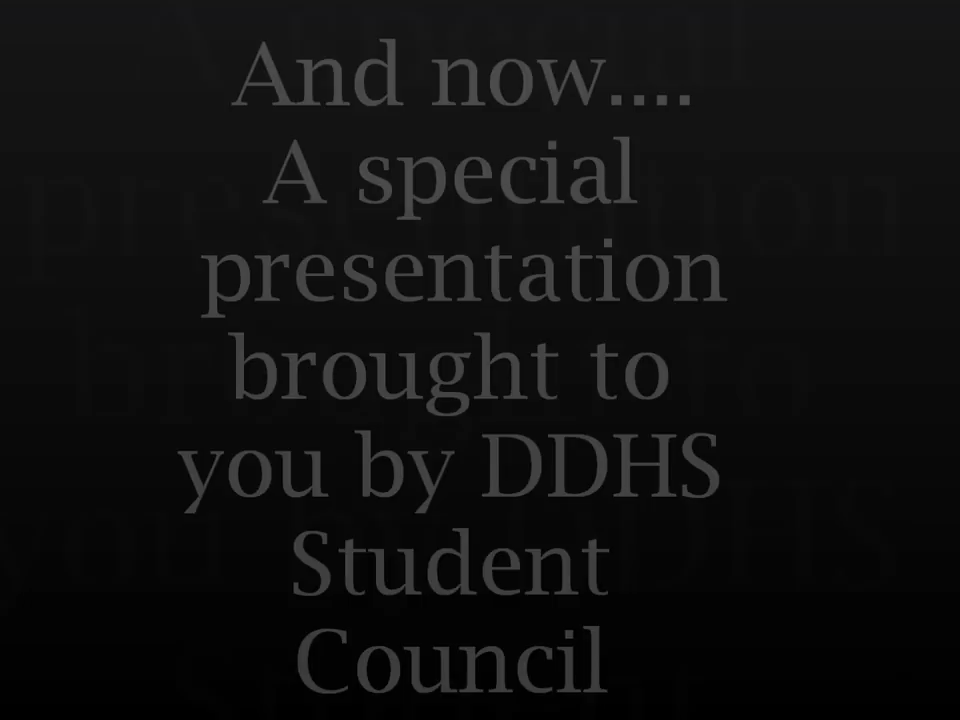 And now....
A special
presentation
brought to
you by DDHS
Student
Council